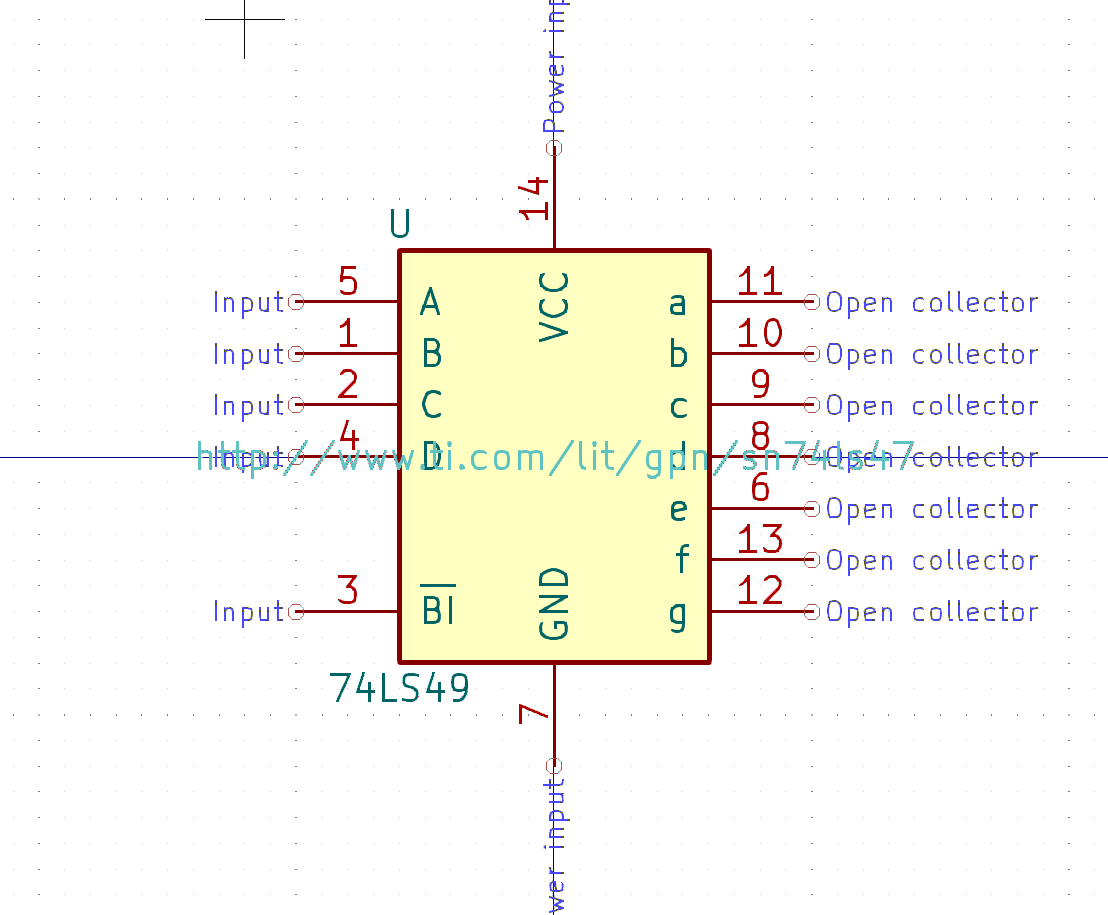 Power inp
14
U
VCC
Input 5 A a 11 Open collector
Input 1 B b 10 Open collector
Input 2 C c 9 Open collector
Input 4 D d 8 Open collector
http://www.ti.com/lit/gpn/sn74ls47
e 6 Open collector
f 13 Open collector
Input 3 BI GND g 12 Open collector
74LS49
7
wer input